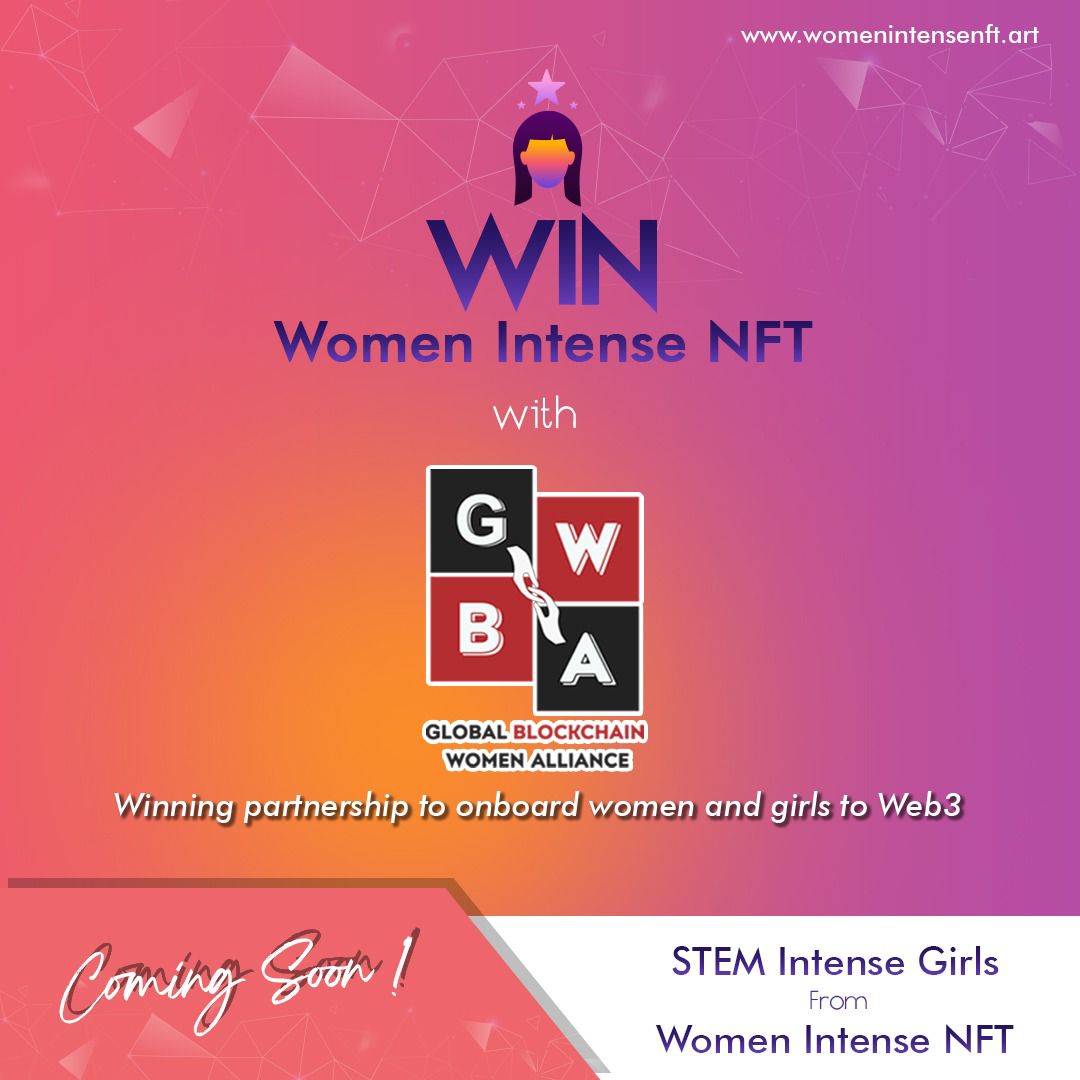 www.womenintensenft.art
WIN
Women Intense NFT
with
G
W
B
A
GLOBAL BLOCKCHAIN
WOMEN ALLIANCE
Winning partnership to onboard women and girls to Web3
Coming Soon!
STEM Intense Girls
From
Women Intense NFT